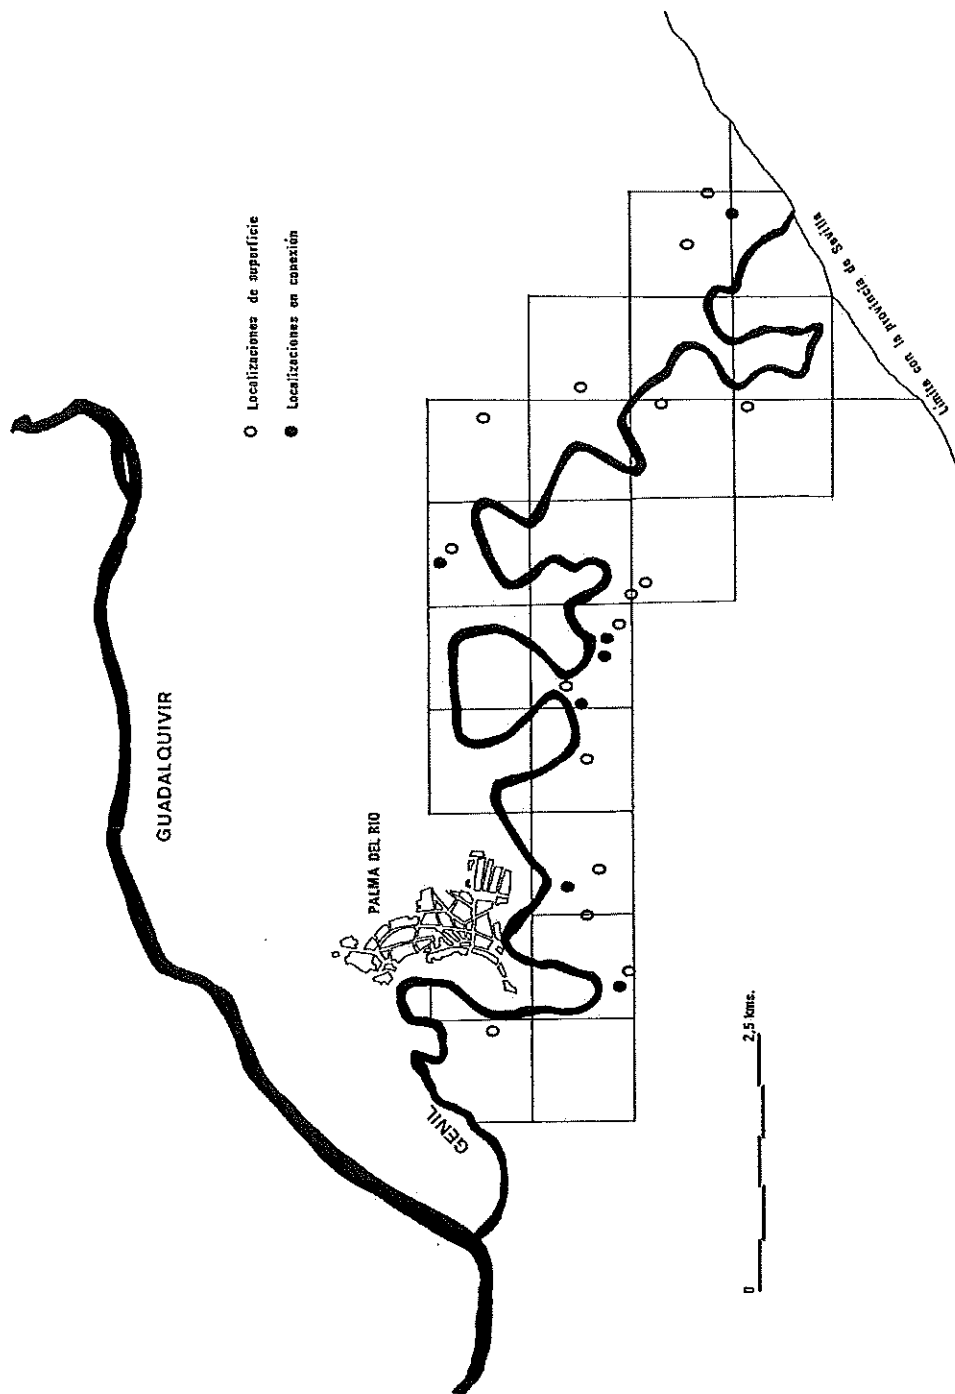 Localizaciones de superficie
Localizaciones en conexión
GUADALQUIVIR
PALMA DEL RIO
GENIL
Límite con la provincia de Sevilla
0
2,5 kms.